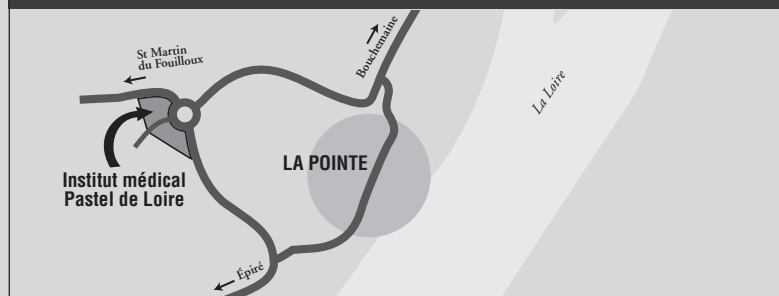 St Martin
du Fouilloux
Bouchemaine
La Loire
LA POINTE
Institut médical
Pastel de Loire
Épiré